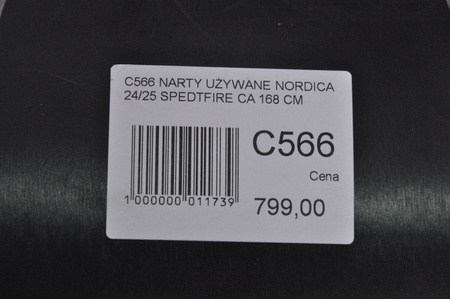 C566 NARTY UŻYWANE NORDICA
24/25 SPEDTFIRE CA 168 CM
C566
Cena
1 000000 011739
799,00